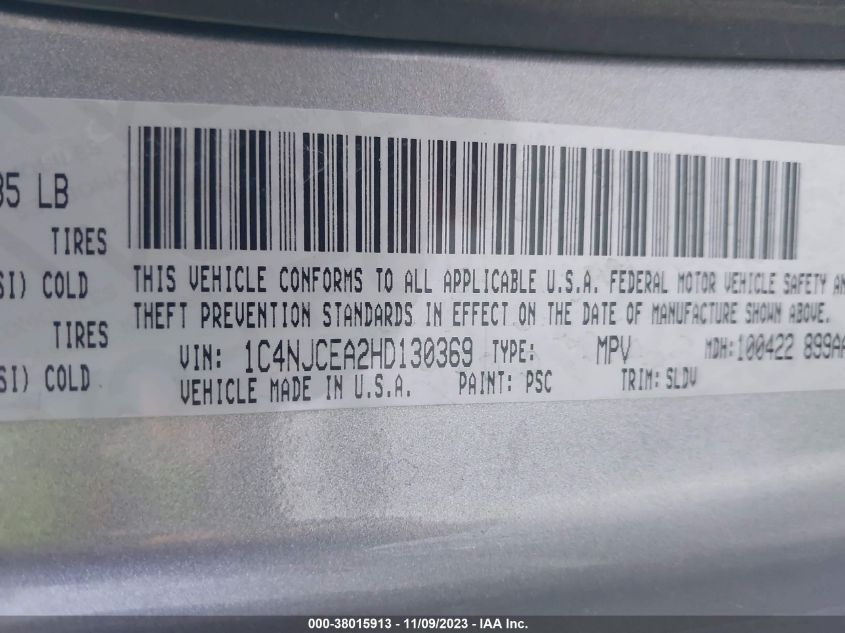 85 LB
TIRES
SI) COLD
TIRES
SI) COLD
THIS VEHICLE CONFORMS TO ALL APPLICABLE U.S.A. FEDERAL MOTOR VEHICLE SAFETY AN
THEFT PREVENTION STANDARDS IN EFFECT ON THE DATE OF MANUFACTURE SHOWN ABOVE.
VIN: 1C4NJCEA2HD130369 TYPE: MPV MDH:100422 899AA
VEHICLE MADE IN U.S.A. PAINT: PSC TRIM: SLDV
000-38015913 - 11/09/2023 - IAA Inc.